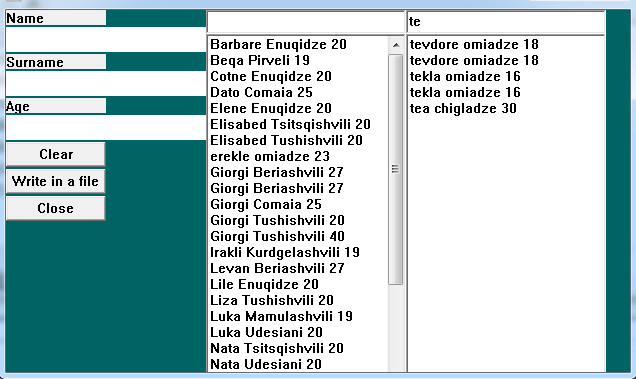 Name
Surname
Age
Clear
Write in a file
Close
Barbare Enuqidze 20
Beqa Pirveli 19
Cotne Enuqidze 20
Dato Comaia 25
Elene Enuqidze 20
Elisabed Tsitsqishvili 20
Elisabed Tushishvili 20
erekle omiadze 23
Giorgi Beriashvili 27
Giorgi Beriashvili 27
Giorgi Comaia 25
Giorgi Tushishvili 20
Giorgi Tushishvili 40
Irakli Kurdgelashvili 19
Levan Beriashvili 27
Lile Enuqidze 20
Liza Tushishvili 20
Luka Mamulashvili 19
Luka Udesiani 20
Nata Tsitsqishvili 20
Nata Udesiani 20
te
tevdore omiadze 18
tevdore omiadze 18
tekla omiadze 16
tekla omiadze 16
tea chigladze 30